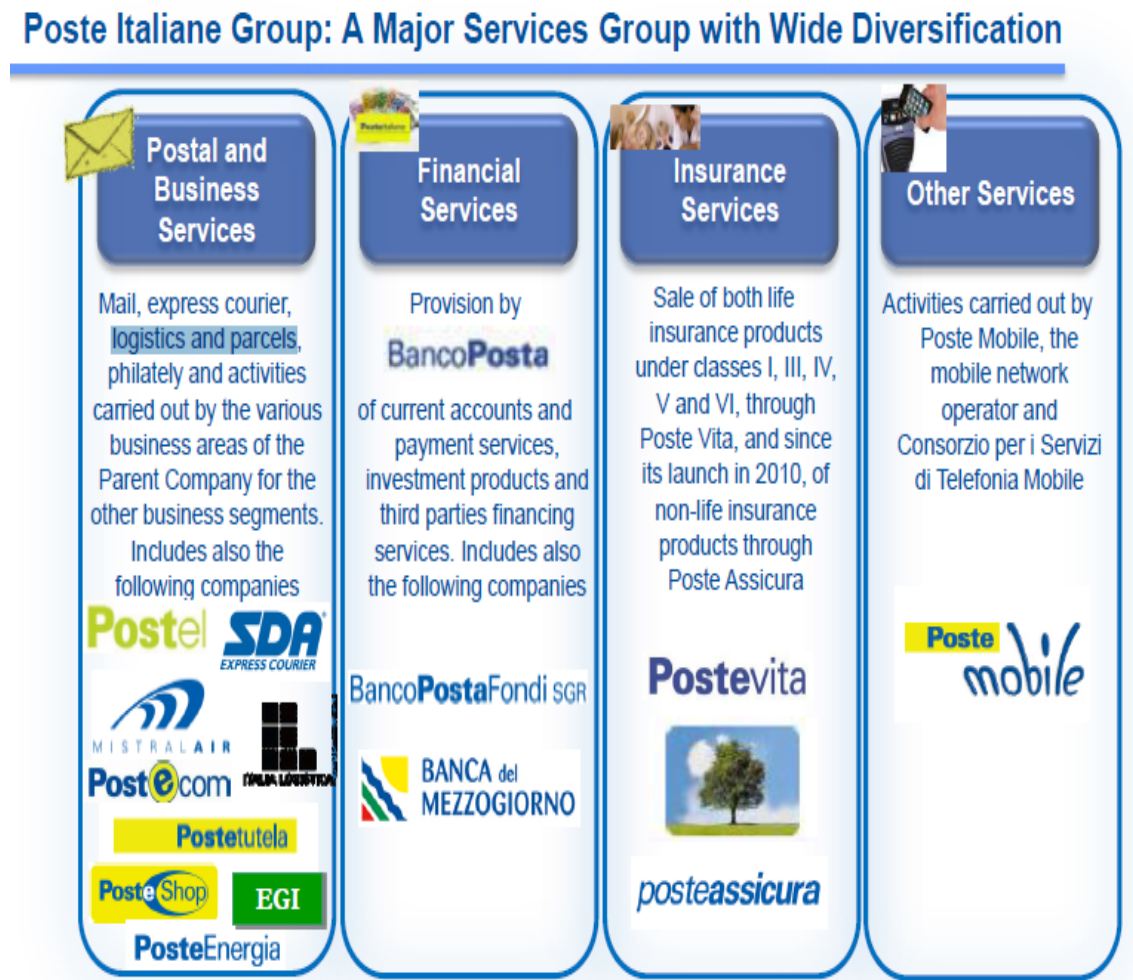 Poste Italiane Group: A Major Services Group with Wide Diversification
Postal and
Business
Services
Mail, express courier,
logistics and parcels,
philately and activities
carried out by the various
business areas of the
Parent Company for the
other business segments.
Includes also the
following companies
Postel
SDA
EXPRESS COURIER
MISTRALAIR
ITALIA LOGISTICA
Postecom
Postetutela
PosteShop
EGI
PosteEnergia
Posteitaliane
Financial
Services
Provision by
BancoPosta
of current accounts and
payment services,
investment products and
third parties financing
services. Includes also
the following companies
BancoPostaFondi SGR
BANCA del
MEZZOGIORNO
Insurance
Services
Sale of both life
insurance products
under classes I, III, IV,
V and VI, through
Poste Vita, and since
its launch in 2010, of
non-life insurance
products through
Poste Assicura
Postevita
posteassicura
Other Services
Activities carried out by
Poste Mobile, the
mobile network
operator and
Consorzio per i Servizi
di Telefonia Mobile
Poste
mobile